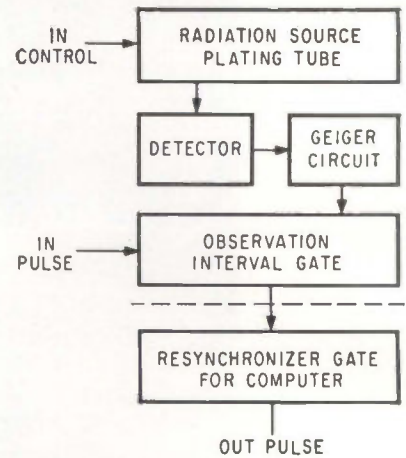 IN
CONTROL
RADIATION SOURCE
PLATING TUBE
DETECTOR
GEIGER
CIRCUIT
IN
PULSE
OBSERVATION
INTERVAL GATE
RESYNCHRONIZER GATE
FOR COMPUTER
OUT PULSE